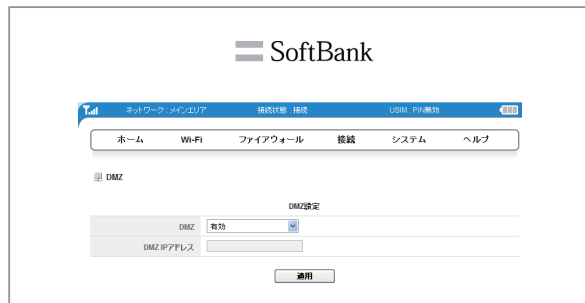 SoftBank
ネットワーク : メインエリア 接続状態 : 接続 USIM : PIN無効
ホーム Wi-Fi ファイアウォール 接続 システム ヘルプ
DMZ
DMZ設定
DMZ 有効
DMZ IPアドレス
適用